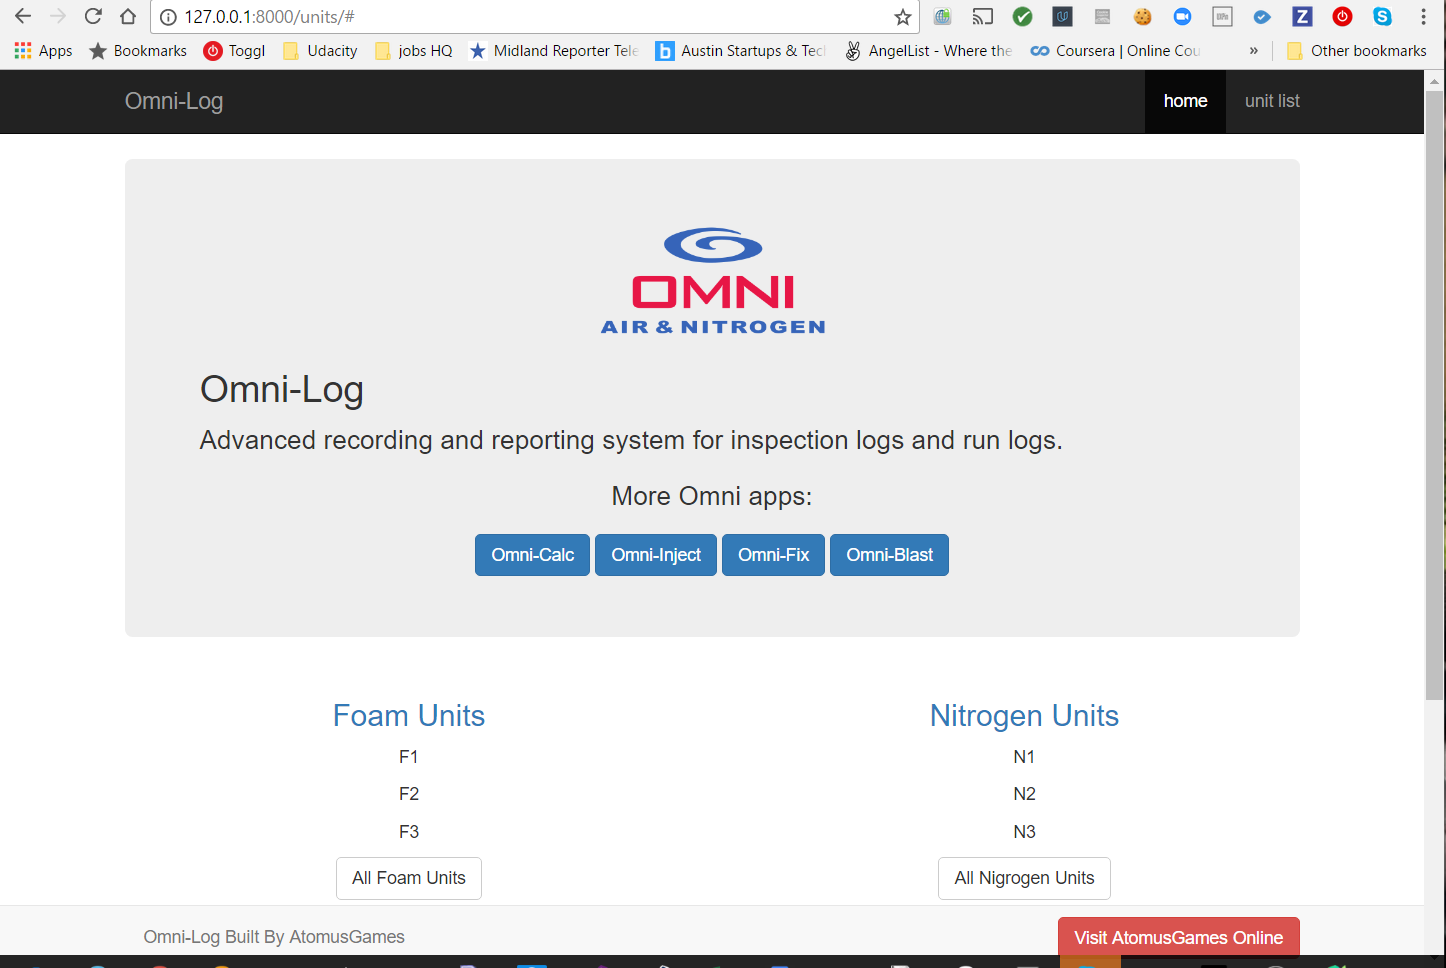 127.0.0.1:8000/units/#
Apps Bookmarks Toggl Udacity jobs HQ Midland Reporter Tele Austin Startups & Tec AngelList - Where the Coursera | Online Cou » Other bookmarks
Omni-Log home unit list
OMNI
AIR & NITROGEN
Omni-Log
Advanced recording and reporting system for inspection logs and run logs.
More Omni apps:
Omni-Calc Omni-Inject Omni-Fix Omni-Blast
Foam Units Nitrogen Units
F1 N1
F2 N2
F3 N3
All Foam Units All Nigrogen Units
Omni-Log Built By AtomusGames Visit AtomusGames Online